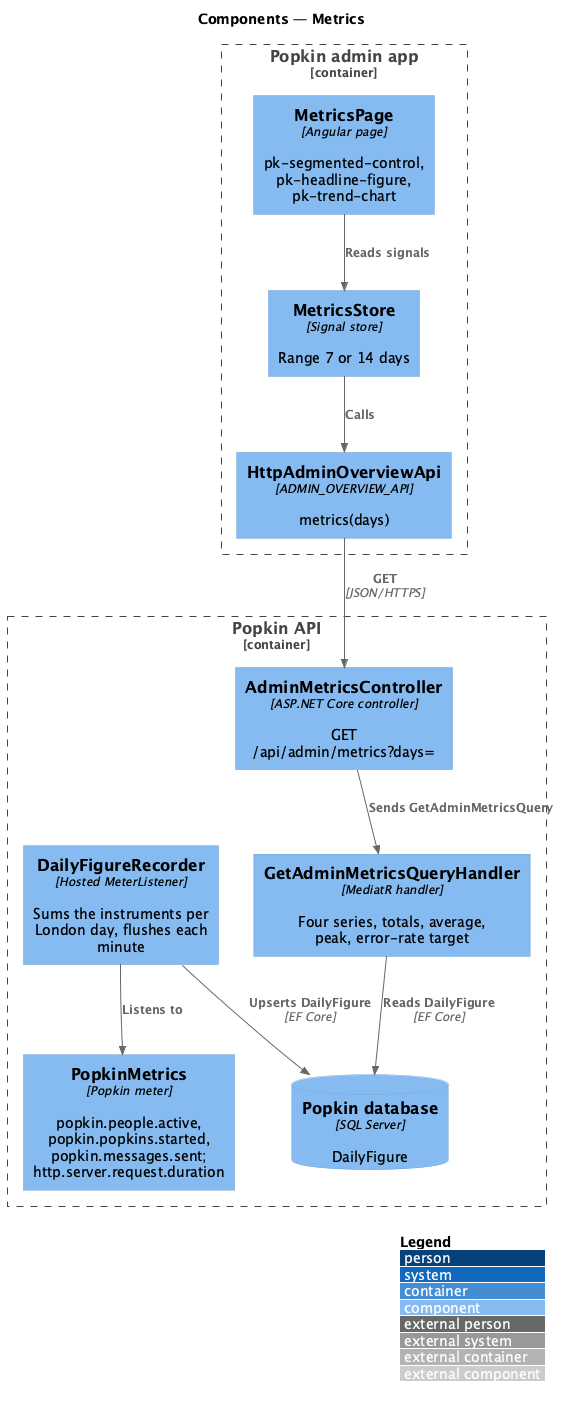 Components — Metrics
Popkin admin app
[container]
MetricsPage
[Angular page]
pk-segmented-control,
pk-headline-figure,
pk-trend-chart
Reads signals
MetricsStore
[Signal store]
Range 7 or 14 days
Calls
HttpAdminOverviewApi
[ADMIN_OVERVIEW_API]
metrics(days)
GET
[JSON/HTTPS]
Popkin API
[container]
AdminMetricsController
[ASP.NET Core controller]
GET
/api/admin/metrics?days=
Sends GetAdminMetricsQuery
DailyFigureRecorder
[Hosted MeterListener]
Sums the instruments per
London day, flushes each
minute
GetAdminMetricsQueryHandler
[MediatR handler]
Four series, totals, average,
peak, error-rate target
Listens to
Upserts DailyFigure
[EF Core]
Reads DailyFigure
[EF Core]
PopkinMetrics
[Popkin meter]
popkin.people.active,
popkin.popkins.started,
popkin.messages.sent;
http.server.request.duration
Popkin database
[SQL Server]
DailyFigure
Legend
person
system
container
component
external person
external system
external container
external component